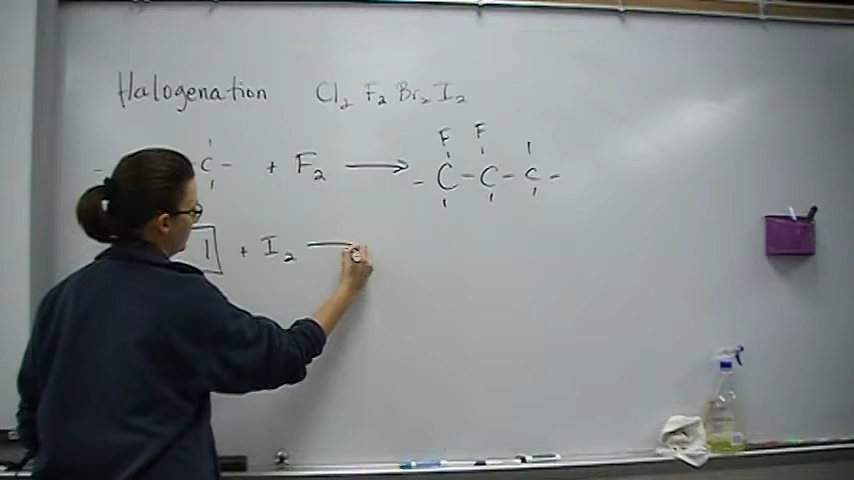 Halogenation Cl₂ F₂ Br₂ I₂
F F
C - + F₂ → - C - C - C -
+ I₂ →